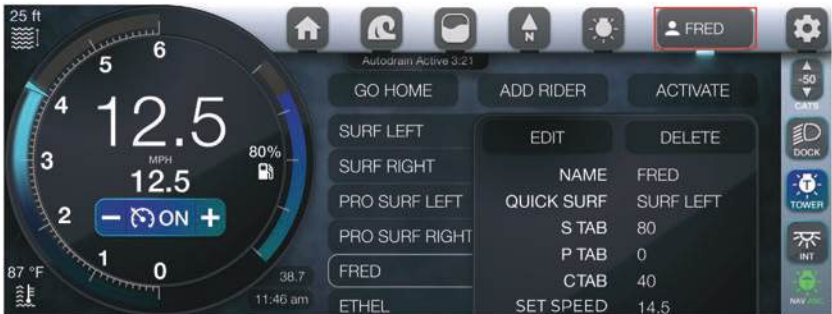 25 ft
N
FRED
Autodrain Active 3:21
GO HOME
ADD RIDER
ACTIVATE
-50
CATS
6
5
4
3
2
1
0
12.5
MPH
12.5
ON
80%
SURF LEFT
SURF RIGHT
PRO SURF LEFT
PRO SURF RIGHT
FRED
ETHEL
EDIT
DELETE
NAME FRED
QUICK SURF SURF LEFT
S TAB 80
P TAB 0
CTAB 40
SET SPEED 14.5
DOCK
T
TOWER
INT
NAV ANC
87 °F
38.7
11:46 am